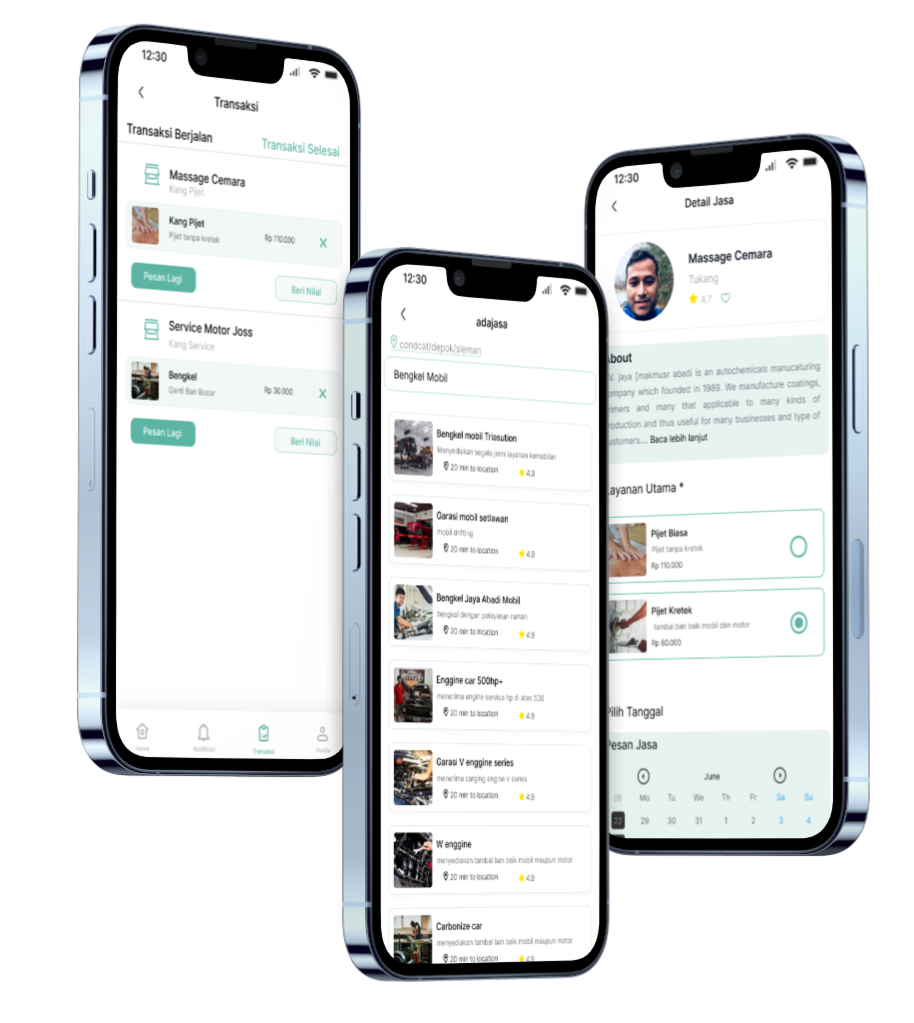 12:30
Transaksi
Transaksi Berjalan
Transaksi Selesai
Massage Cemara
Kang Pijet
Kang Pijet
Pijet tanpa kretek
Rp 110.000
X
Pesan Lagi
Beri Nilai
Service Motor Joss
Kang Service
Bengkel
Ganti Ban Bocor
Rp 30.000
X
Pesan Lagi
Beri Nilai
Home
Notifikasi
Transaksi
Profile
12:30
adajasa
condcat/depok/sleman
Bengkel Mobil
Bengkel mobil Triasution
Menyediakan segala jenis layanan kemobilan
20 min to location
4.9
Garasi mobil setiawan
mobil drifting
20 min to location
4.9
Bengkel Jaya Abadi Mobil
bengkel dengan pelayanan ramah
20 min to location
4.9
Enggine car 500hp+
menerima engine service hp di atas 500
20 min to location
4.9
Garasi V enggine series
menerima carging engine v series
20 min to location
4.9
W enggine
menyediakan tambal ban baik mobil maupun motor
20 min to location
4.9
Carbonize car
menyediakan tambal ban baik mobil maupun motor
20 min to location
4.9
12:30
Detail Jasa
Massage Cemara
Tukang
4,7
About
V. jaya ]makmusr abadi is an autochemicals manucaturing
ompany which founded in 1989. We manufacture coatings,
rimers and many that applicable to many kinds of
roduction and thus useful for many businesses and type of
ustomers.... Baca lebih lanjut
ayanan Utama *
Pijet Biasa
Pijet tanpa kretek
Rp 110.000
Pijet Kretek
tambal ban baik mobil dan motor
Rp 80.000
Pilih Tanggal
Pesan Jasa
June
06 Mo Tu We Th Fr Sa Su
22 29 30 31 1 2 3 4